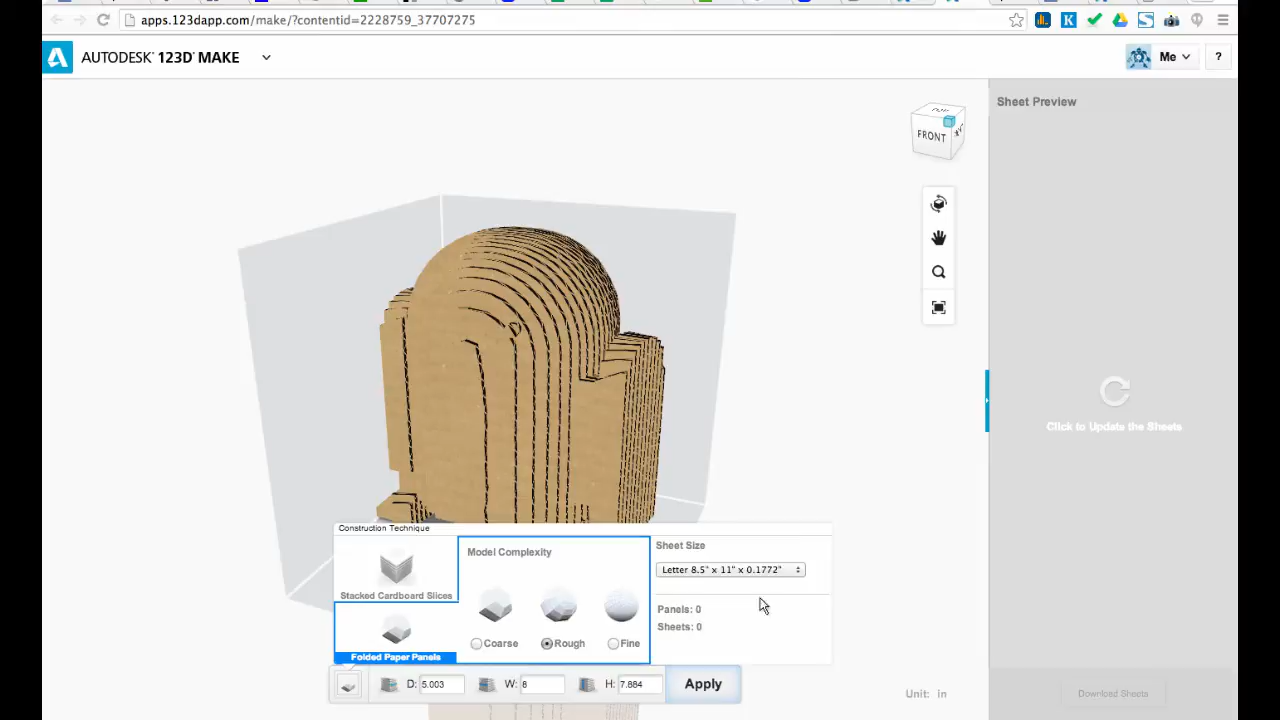 apps.123dapp.com/make/?contentid=2228759_37707275
AUTODESK® 123D® MAKE
Me
?
Sheet Preview
TOP
FRONT
Click to Update the Sheets
Construction Technique
Stacked Cardboard Slices
Folded Paper Panels
Model Complexity
Coarse
Rough
Fine
Sheet Size
Letter 8.5" x 11" x 0.1772"
Panels: 0
Sheets: 0
D: 5.003
W: 6
H: 7.884
Apply
Unit: in
Download Sheets